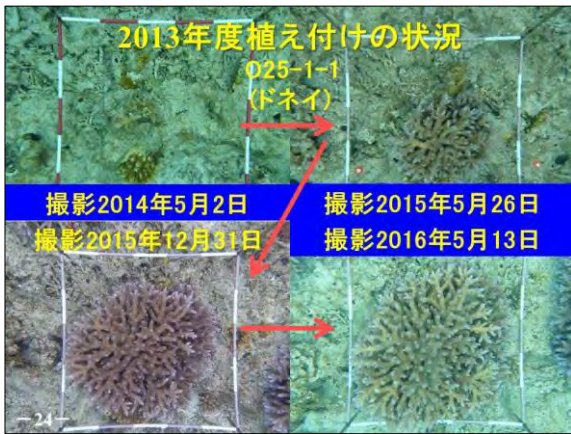 2013年度植え付けの状況
O25-1-1
(ドネイ)
撮影2014年5月2日
撮影2015年5月26日
撮影2015年12月31日
撮影2016年5月13日
－24－